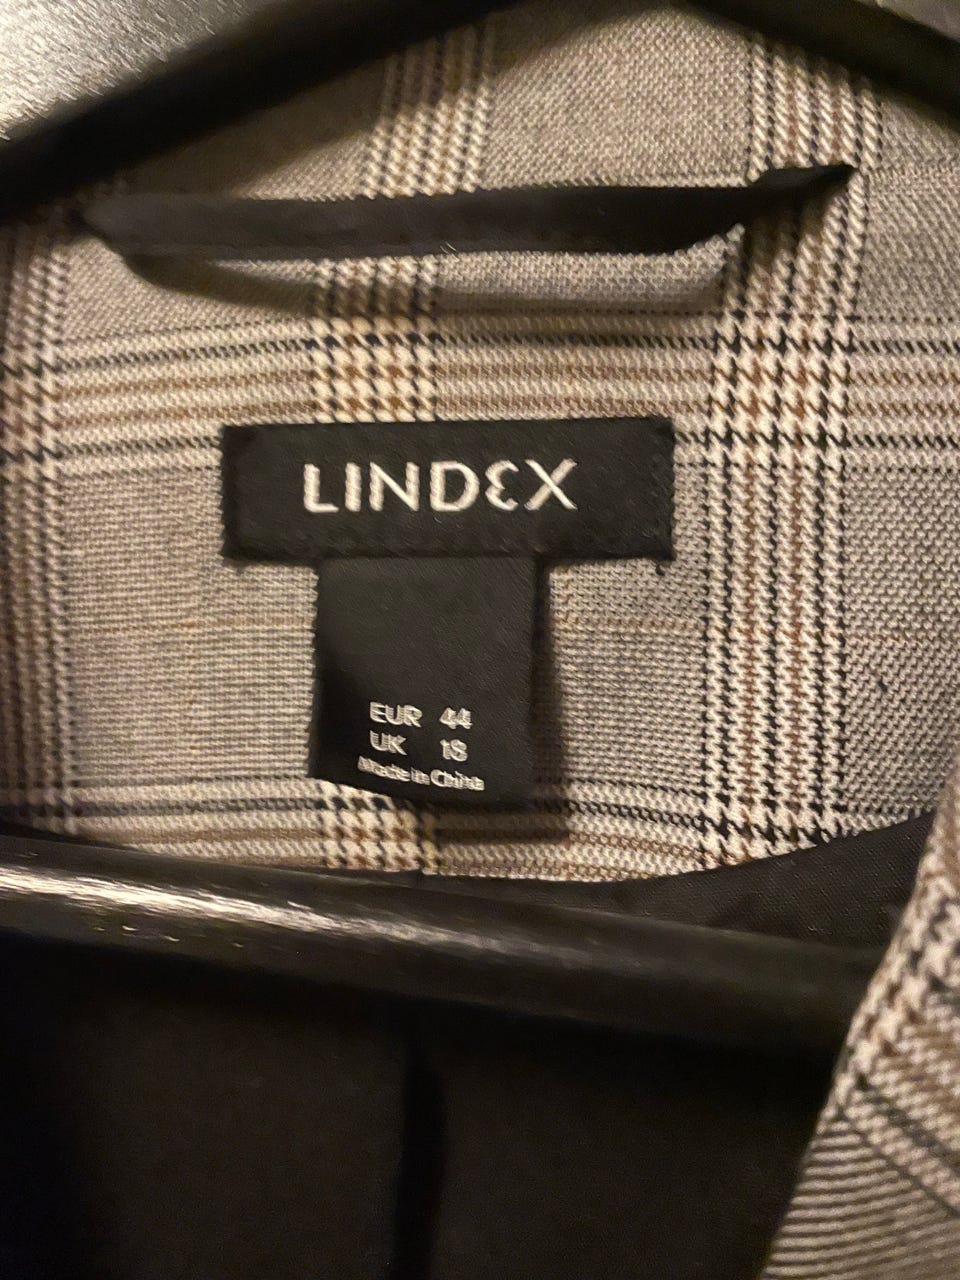 LINDEX
EUR 44
UK 18
Made in China